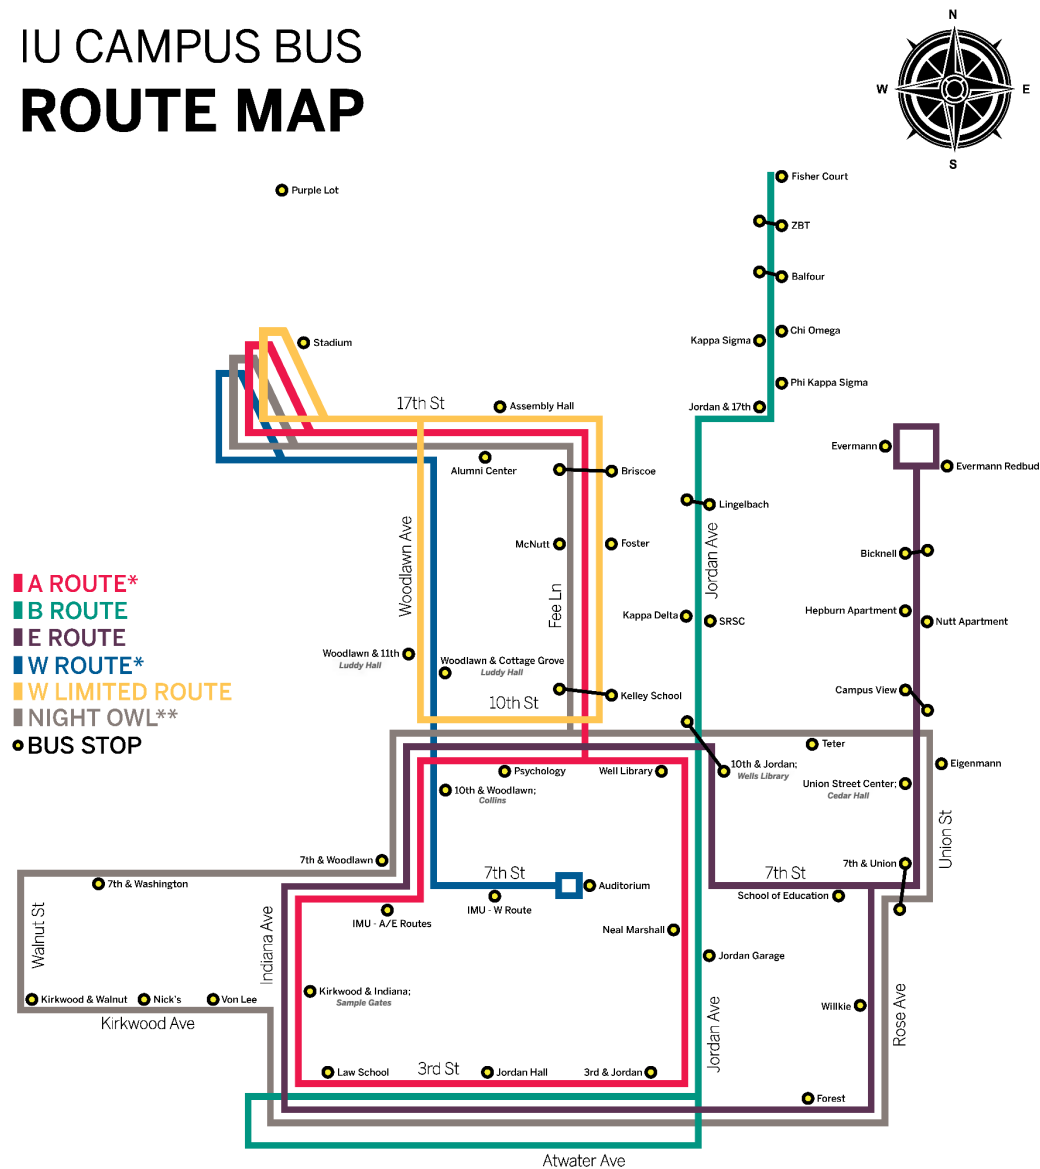 IU CAMPUS BUS
ROUTE MAP
N
W
E
S
Purple Lot
Fisher Court
ZBT
Balfour
Chi Omega
Kappa Sigma
Stadium
Phi Kappa Sigma
17th St
Assembly Hall
Jordan & 17th
Evermann
Evermann Redbud
Alumni Center
Briscoe
Lingelbach
Woodlawn Ave
Jordan Ave
McNutt
Foster
Bicknell
Fee Ln
A ROUTE*
B ROUTE
E ROUTE
W ROUTE*
W LIMITED ROUTE
NIGHT OWL**
BUS STOP
Kappa Delta
SRSC
Hepburn Apartment
Nutt Apartment
Woodlawn & 11th
Luddy Hall
Woodlawn & Cottage Grove
Luddy Hall
10th St
Kelley School
Campus View
Teter
Psychology
Well Library
10th & Jordan;
Wells Library
Eigenmann
10th & Woodlawn;
Collins
Union Street Center;
Cedar Hall
Union St
7th & Woodlawn
7th & Washington
7th St
Auditorium
7th St
7th & Union
School of Education
IMU - W Route
IMU - A/E Routes
Walnut St
Indiana Ave
Neal Marshall
Jordan Garage
Kirkwood & Walnut
Nick's
Von Lee
Kirkwood & Indiana;
Sample Gates
Kirkwood Ave
Willkie
Rose Ave
Jordan Ave
Law School
3rd St
Jordan Hall
3rd & Jordan
Forest
Atwater Ave